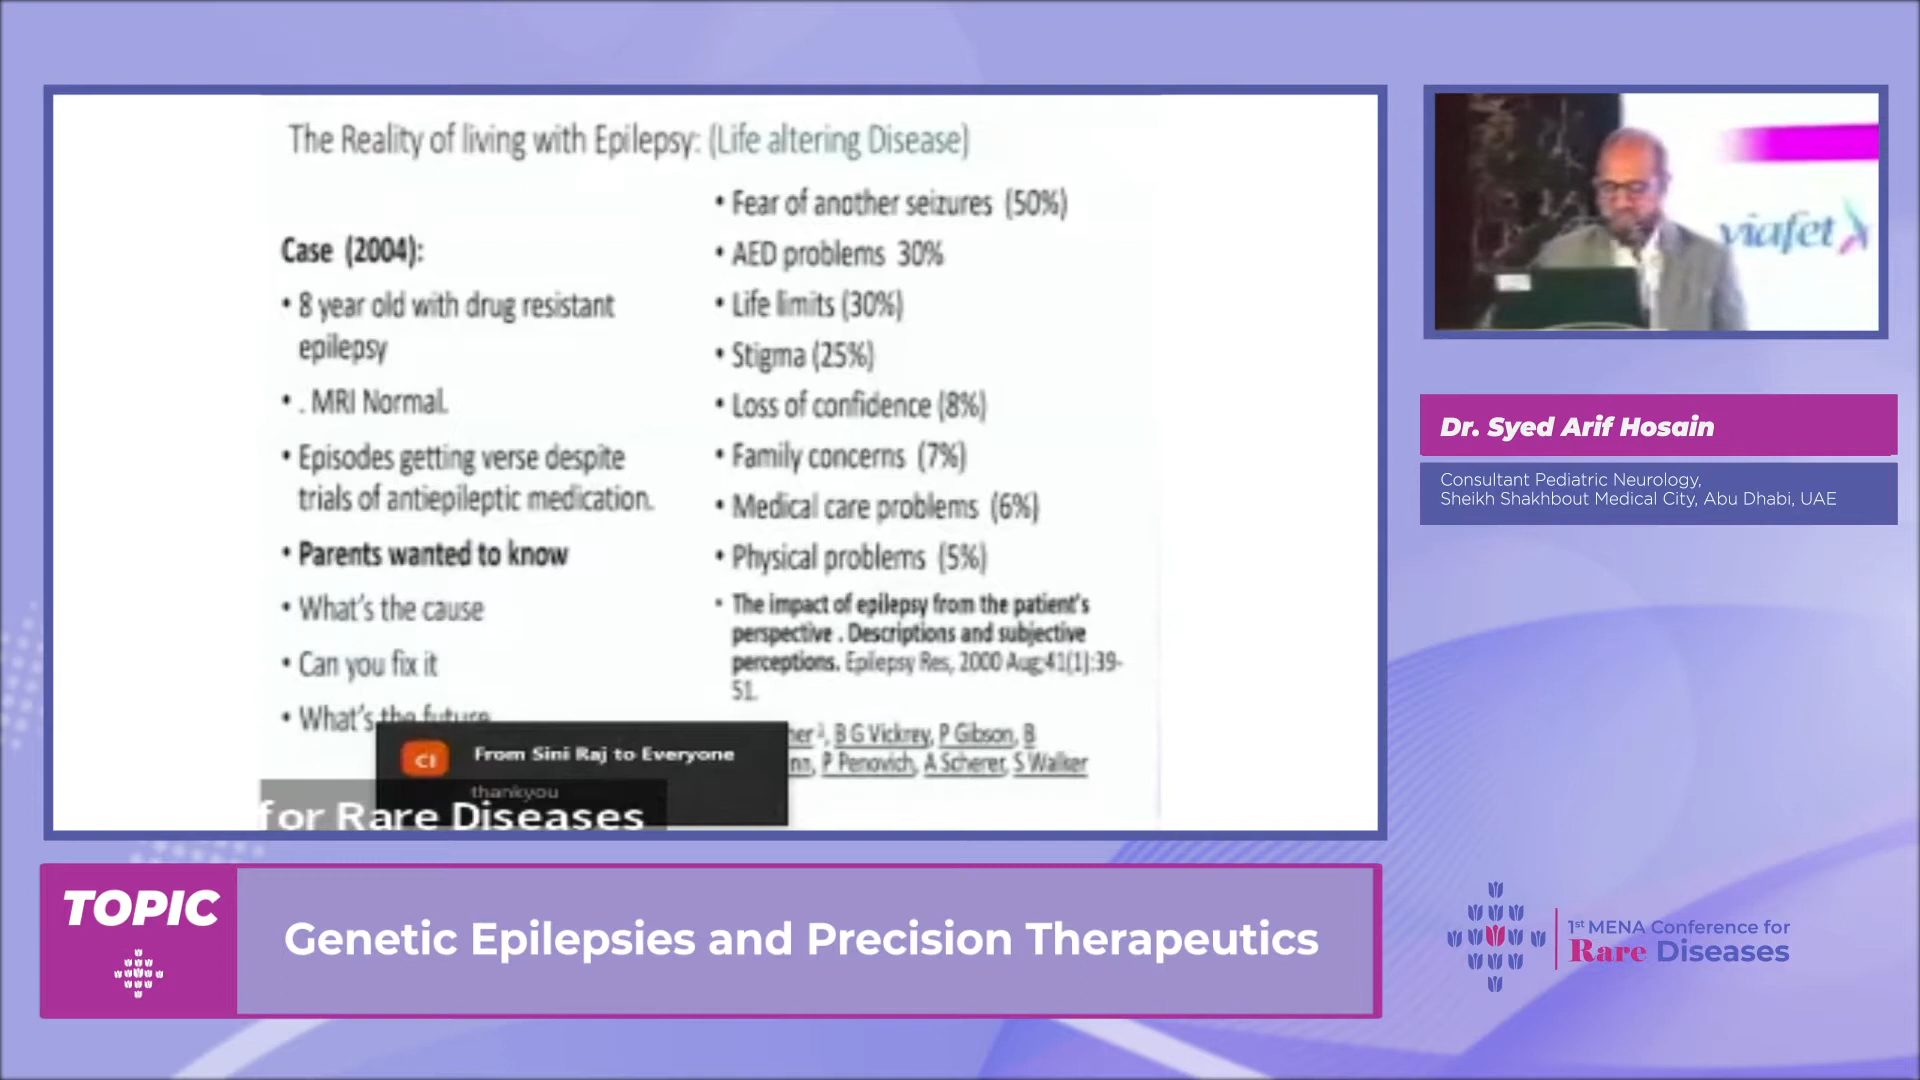 The Reality of living with Epilepsy: (Life altering Disease)
Case (2004):
• 8 year old with drug resistant
epilepsy
• . MRI Normal.
• Episodes getting verse despite
trials of antiepileptic medication.
• Parents wanted to know
• What's the cause
• Can you fix it
• What's the future
• Fear of another seizures (50%)
• AED problems 30%
• Life limits (30%)
• Stigma (25%)
• Loss of confidence (8%)
• Family concerns (7%)
• Medical care problems (6%)
• Physical problems (5%)
• The impact of epilepsy from the patient's
perspective . Descriptions and subjective
perceptions. Epilepsy Res, 2000 Aug;41(1):39-
51.
her 1, B G Vickrey, P Gibson, B
nn, P Penovich, A Scherer, S Walker
CI
From Sini Raj to Everyone
thankyou
for Rare Diseases
viafet
Dr. Syed Arif Hosain
Consultant Pediatric Neurology,
Sheikh Shakhbout Medical City, Abu Dhabi, UAE
TOPIC
Genetic Epilepsies and Precision Therapeutics
1st MENA Conference for
Rare Diseases